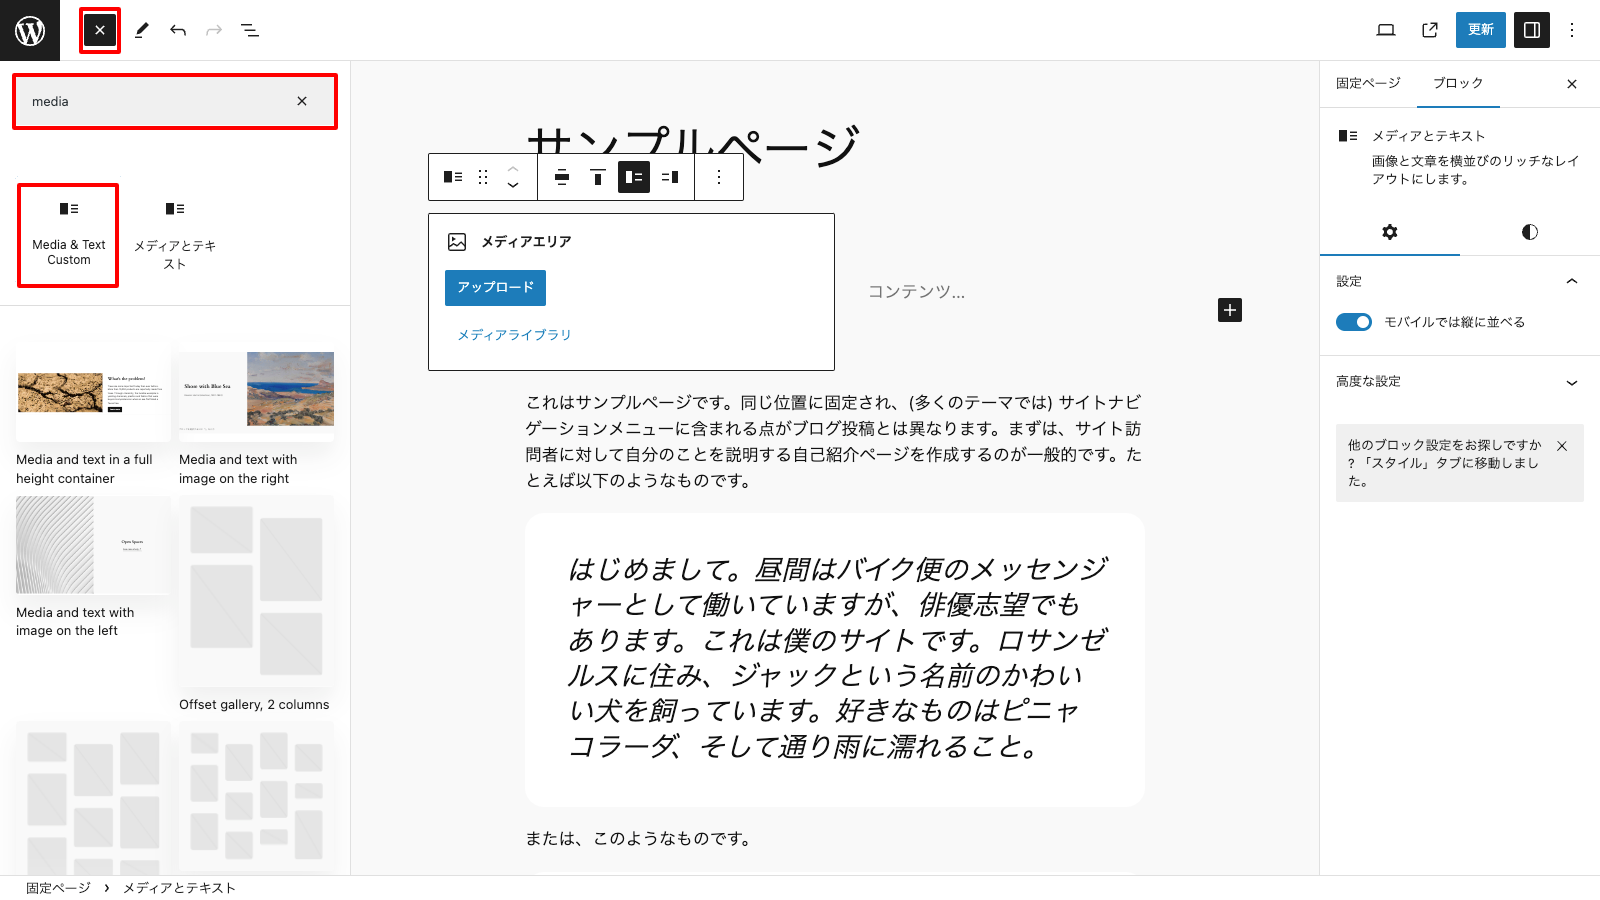 更新
media
Media & Text
Custom
メディアとテキ
スト
Media and text in a full
height container
Media and text with
image on the right
Media and text with
image on the left
Offset gallery, 2 columns
What's the problem?
Shore with Blue Sea
Open Spaces
サンプルページ
メディアエリア
アップロード
メディアライブラリ
コンテンツ...
これはサンプルページです。同じ位置に固定され、(多くのテーマでは) サイトナビ
ゲーションメニューに含まれる点がブログ投稿とは異なります。まずは、サイト訪
問者に対して自分のことを説明する自己紹介ページを作成するのが一般的です。た
とえば以下のようなものです。
はじめまして。昼間はバイク便のメッセンジ
ャーとして働いていますが、俳優志望でも
あります。これは僕のサイトです。ロサンゼ
ルスに住み、ジャックという名前のかわい
い犬を飼っています。好きなものはピニャ
コラーダ、そして通り雨に濡れること。
または、このようなものです。
固定ページ
ブロック
メディアとテキスト
画像と文章を横並びのリッチなレイ
アウトにします。
設定
モバイルでは縦に並べる
高度な設定
他のブロック設定をお探しですか
? 「スタイル」タブに移動しまし
た。
固定ページ › メディアとテキスト